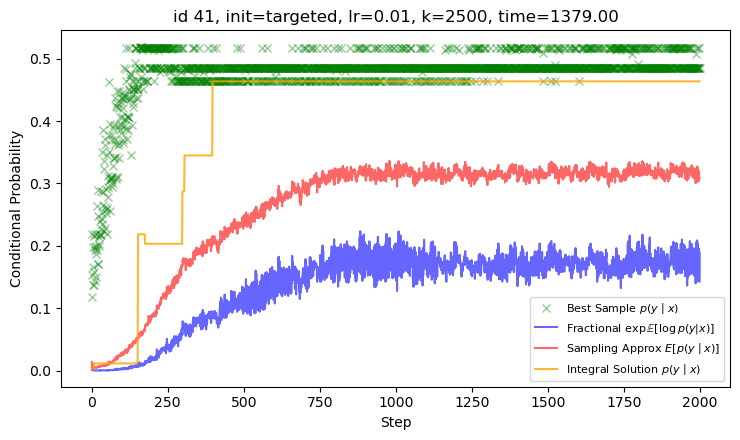 id 41, init=targeted, lr=0.01, k=2500, time=1379.00
Conditional Probability
0.5
0.4
0.3
0.2
0.1
0.0
Best Sample p(y | x)
Fractional exp𝔼[log p(y|x)]
Sampling Approx E[p(y | x)]
Integral Solution p(y | x)
0 250 500 750 1000 1250 1500 1750 2000
Step